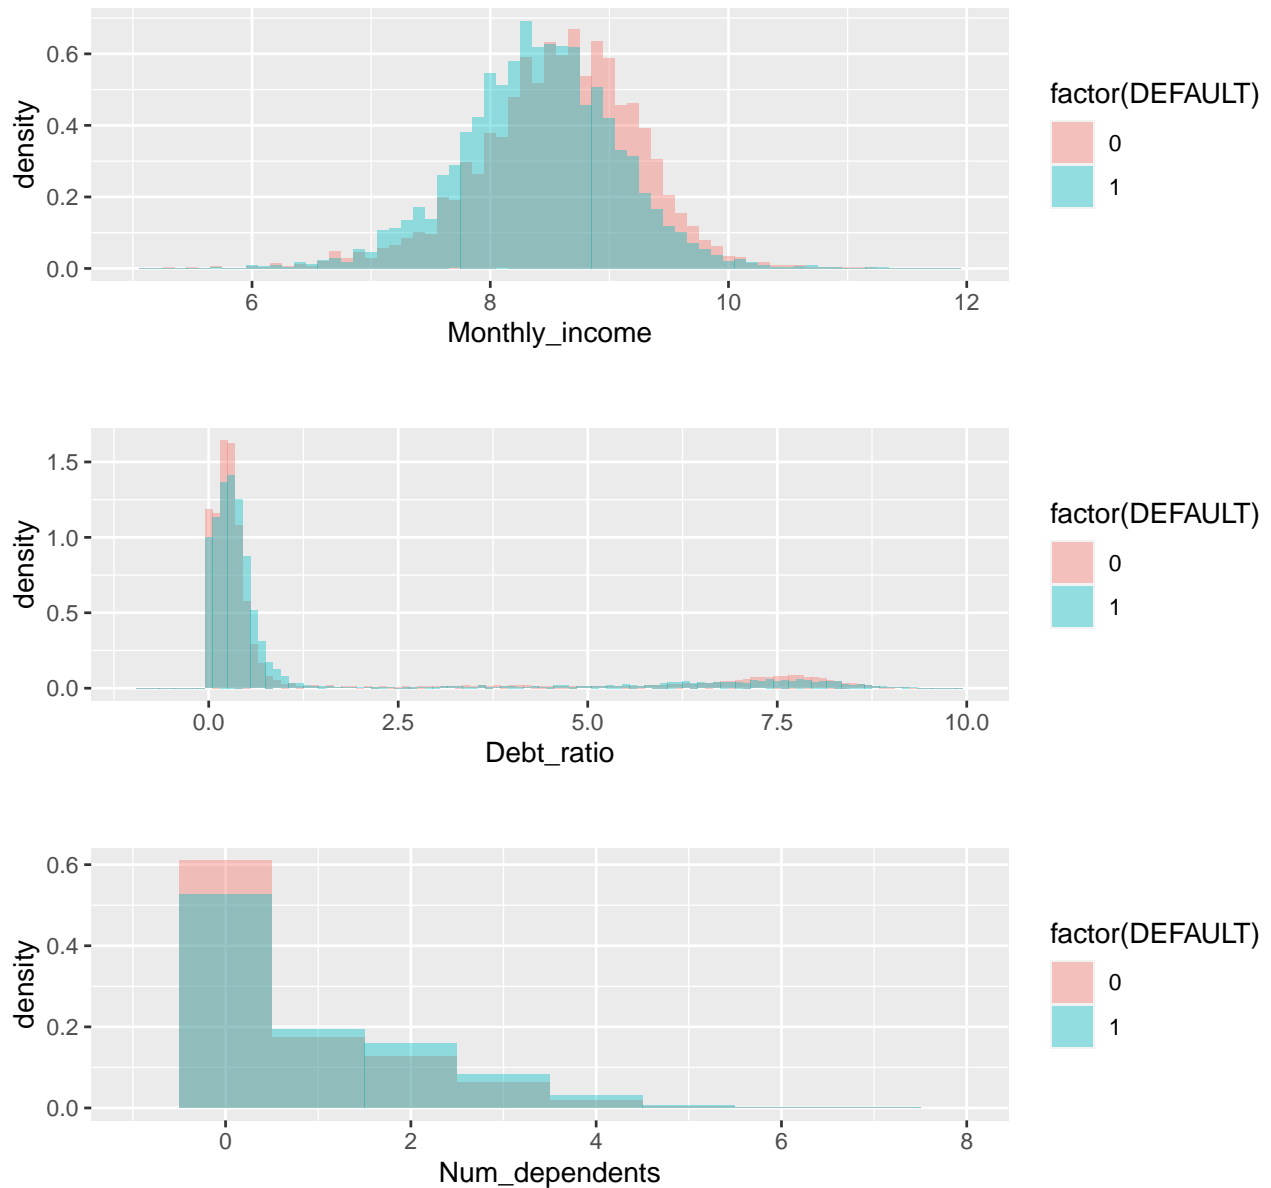 0.6
0.4
0.2
0.0
density
6 8 10 12
Monthly_income
factor(DEFAULT)
0
1
1.5
1.0
0.5
0.0
density
0.0 2.5 5.0 7.5 10.0
Debt_ratio
factor(DEFAULT)
0
1
0.6
0.4
0.2
0.0
density
0 2 4 6 8
Num_dependents
factor(DEFAULT)
0
1